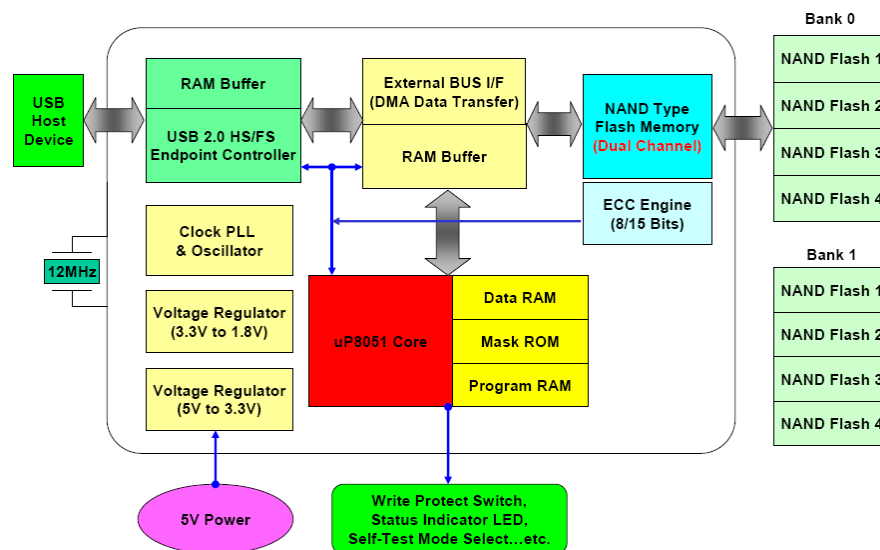 Bank 0
NAND Flash 1
NAND Flash 2
NAND Flash 3
NAND Flash 4
USB
Host
Device
RAM Buffer
USB 2.0 HS/FS
Endpoint Controller
External BUS I/F
(DMA Data Transfer)
RAM Buffer
NAND Type
Flash Memory
(Dual Channel)
ECC Engine
(8/15 Bits)
Clock PLL
& Oscillator
12MHz
Voltage Regulator
(3.3V to 1.8V)
Voltage Regulator
(5V to 3.3V)
uP8051 Core
Data RAM
Mask ROM
Program RAM
Bank 1
NAND Flash 1
NAND Flash 2
NAND Flash 3
NAND Flash 4
5V Power
Write Protect Switch,
Status Indicator LED,
Self-Test Mode Select...etc.